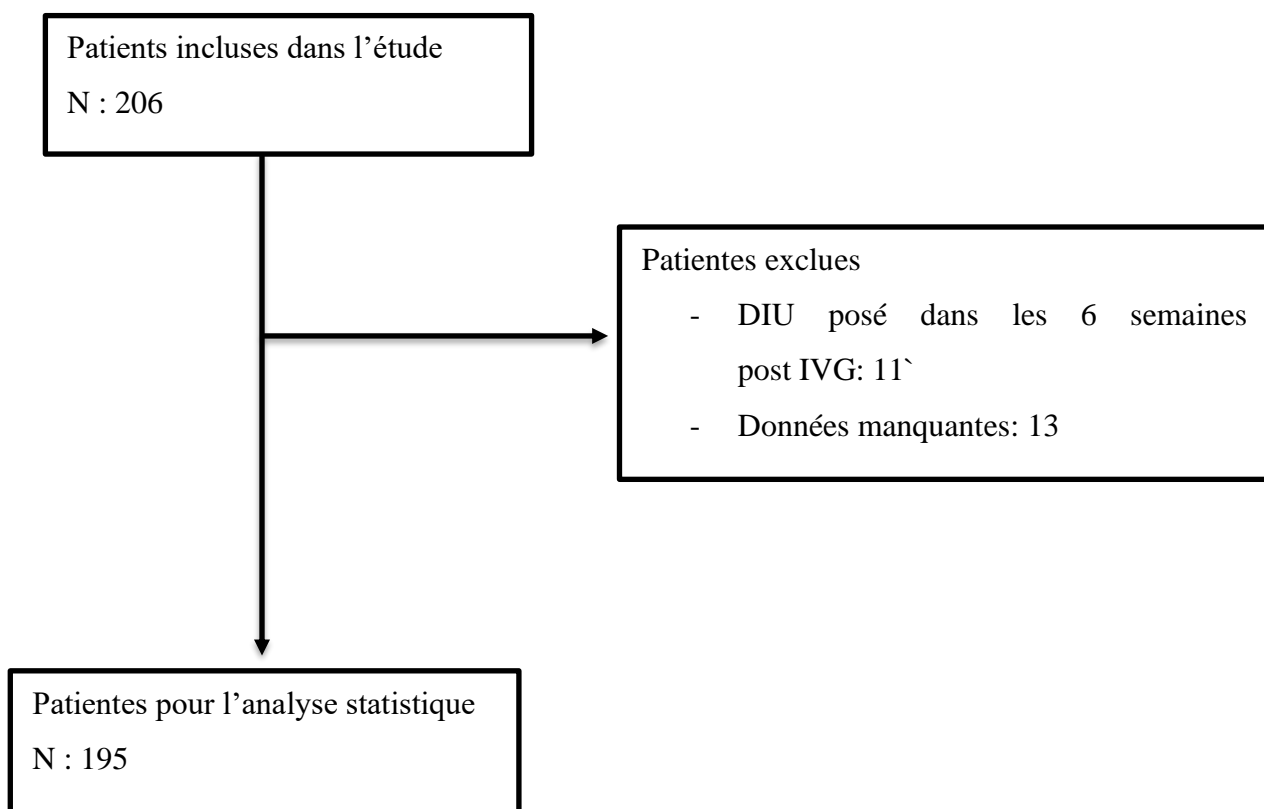 Patients incluses dans l’étude
N : 206
Patientes exclues
- DIU posé dans les 6 semaines
post IVG: 11`
- Données manquantes: 13
Patientes pour l’analyse statistique
N : 195